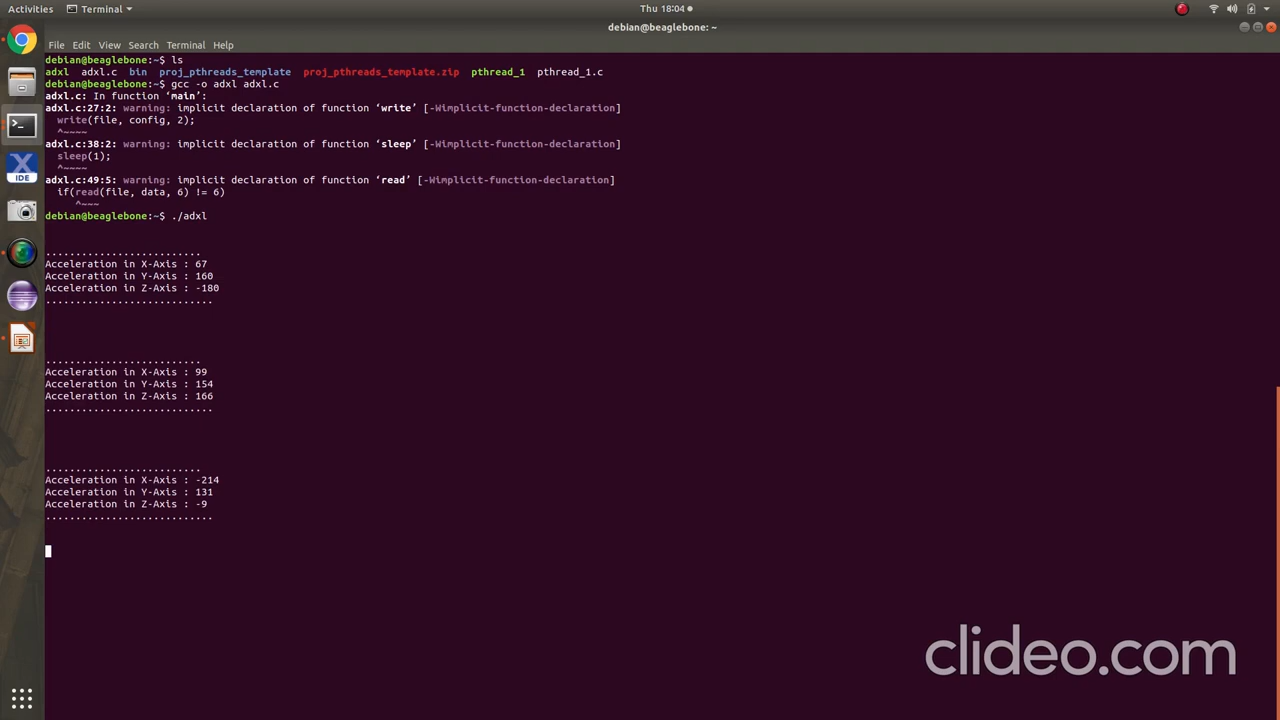 Activities Terminal Thu 18:04
debian@beaglebone: ~
File Edit View Search Terminal Help
debian@beaglebone:~$ ls
adxl adxl.c bin proj_pthreads_template proj_pthreads_template.zip pthread_1 pthread_1.c
debian@beaglebone:~$ gcc -o adxl adxl.c
adxl.c: In function ‘main’:
adxl.c:27:2: warning: implicit declaration of function ‘write’ [-Wimplicit-function-declaration]
write(file, config, 2);
^~~~~
adxl.c:38:2: warning: implicit declaration of function ‘sleep’ [-Wimplicit-function-declaration]
sleep(1);
^~~~~
adxl.c:49:5: warning: implicit declaration of function ‘read’ [-Wimplicit-function-declaration]
if(read(file, data, 6) != 6)
^~~~
debian@beaglebone:~$ ./adxl
..........................
Acceleration in X-Axis : 67
Acceleration in Y-Axis : 160
Acceleration in Z-Axis : -180
............................
..........................
Acceleration in X-Axis : 99
Acceleration in Y-Axis : 154
Acceleration in Z-Axis : 166
............................
..........................
Acceleration in X-Axis : -214
Acceleration in Y-Axis : 131
Acceleration in Z-Axis : -9
............................
X
IDE
clideo.com